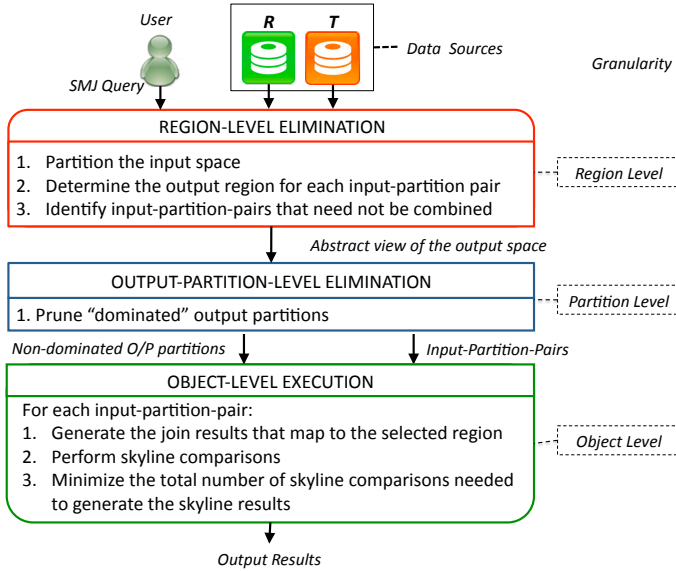 User
R
T
Data Sources
Granularity
SMJ Query
REGION-LEVEL ELIMINATION
1. Partition the input space
2. Determine the output region for each input-partition pair
3. Identify input-partition-pairs that need not be combined
Region Level
Abstract view of the output space
OUTPUT-PARTITION-LEVEL ELIMINATION
1. Prune “dominated” output partitions
Partition Level
Non-dominated O/P partitions
Input-Partition-Pairs
OBJECT-LEVEL EXECUTION
For each input-partition-pair:
1. Generate the join results that map to the selected region
2. Perform skyline comparisons
3. Minimize the total number of skyline comparisons needed
to generate the skyline results
Object Level
Output Results